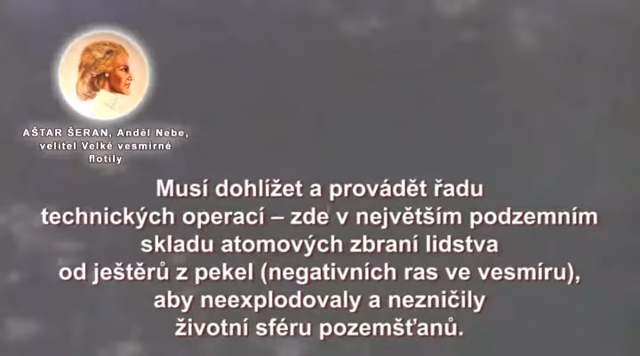 AŠTAR ŠERAN, Anděl Nebe,
velitel Velké vesmírné
flotily
Musí dohlížet a provádět řadu
technických operací – zde v největším podzemním
skladu atomových zbraní lidstva
od ještěrů z pekel (negativních ras ve vesmíru),
aby neexplodovaly a nezničily
životní sféru pozemšťanů.